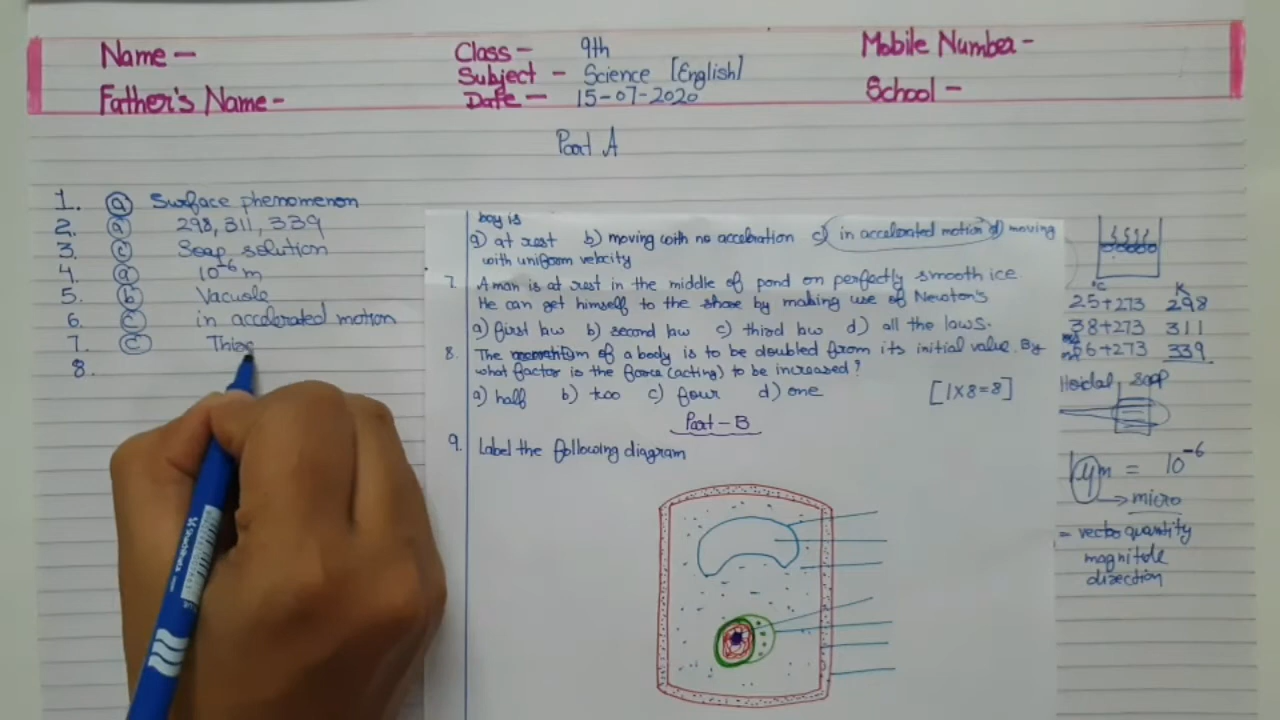 Name –
Class – 9th
Mobile Number –
Subject – Science [English]
Father's Name –
Date – 15-07-2020
School –
Part A
1. (a) Surface phenomenon
2. (a) 298, 311, 339
3. (c) Soap solution
4. (a) 10⁻⁶ m
5. (b) Vacuole
6. (c) in accelerated motion
7. (c) Thir
8.
boy is
a) at rest b) moving with no accebration c) in accelerated motion d) moving
with uniform velocity
7. A man is at rest in the middle of pond on perfectly smooth ice.
He can get himself to the shore by making use of Newton's
a) first law b) second law c) third law d) all the laws.
8. The momentum of a body is to be doubled from its initial value. By
what factor is the force (acting) to be increased?
a) half b) two c) four d) one [1×8=8]
Part – B
9. Label the following diagram
°C K
25+273 298
38+273 311
66+273 339
lloidal soap
1 μm = 10⁻⁶
micro
= vector quantity
magnitude
direction